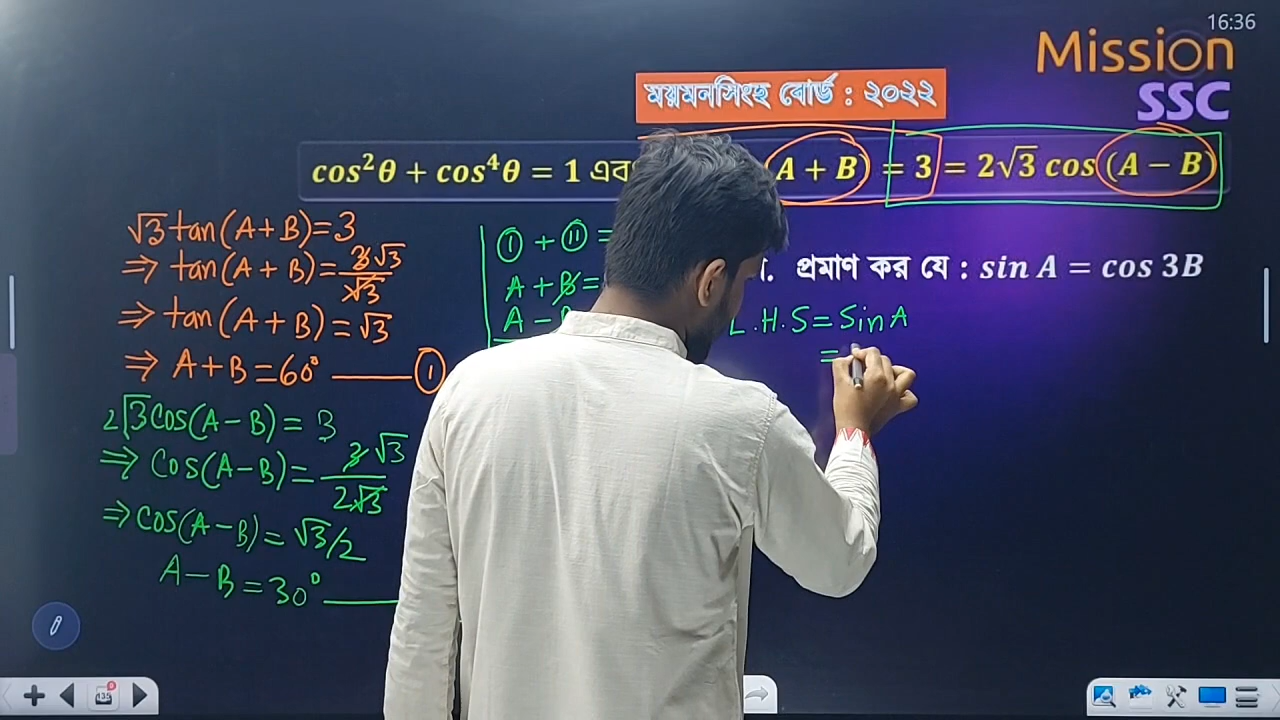 16:36
Mission
SSC
ময়মনসিংহ বোর্ড : ২০২২
cos²θ + cos⁴θ = 1 এবং (A + B) = 3 = 2√3 cos (A − B)
প্রমাণ কর যে : sin A = cos 3B
√3 tan(A+B)=3
⇒ tan(A+B)=3√3/√3
⇒ tan(A+B)=√3
⇒ A+B=60° ① 
2√3 cos(A−B)=3
⇒ cos(A−B)=3√3/2√3
⇒ cos(A−B)=√3/2
A−B=30°
① + ⑪ =
A+B=
A−
L.H.S=SinA
=
135